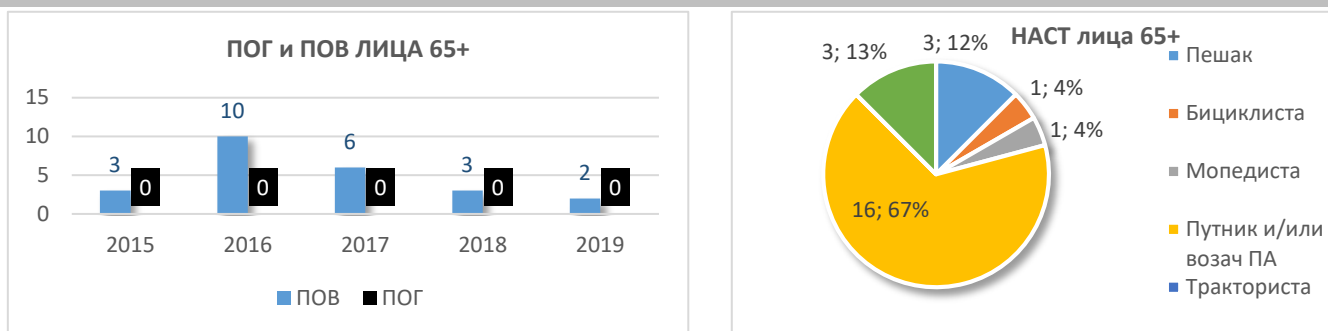 ПОГ и ПОВ ЛИЦА 65+
15
10
5
0
3
10
6
3
2
0
0
0
0
0
2015
2016
2017
2018
2019
ПОВ
ПОГ
НАСТ лица 65+
3; 13%
3; 12%
1; 4%
1; 4%
16; 67%
Пешак
Бициклиста
Мопедиста
Путник и/или
возач ПА
Тракториста